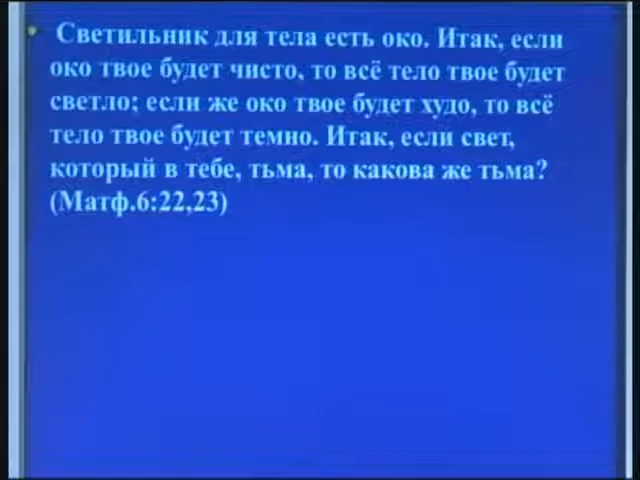 Светильник для тела есть око. Итак, если
око твое будет чисто, то всё тело твое будет
светло; если же око твое будет худо, то всё
тело твое будет темно. Итак, если свет,
который в тебе, тьма, то какова же тьма?
(Матф.6:22,23)